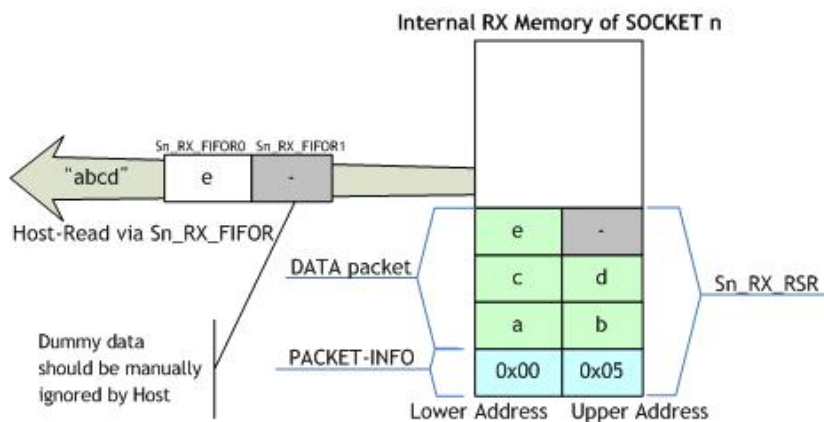 Internal RX Memory of SOCKET n
Sn_RX_FIFOR0 Sn_RX_FIFOR1
"abcd" e -
Host-Read via Sn_RX_FIFOR
e -
DATA packet
c d
Sn_RX_RSR
a b
PACKET-INFO
0x00 0x05
Lower Address Upper Address
Dummy data
should be manually
ignored by Host